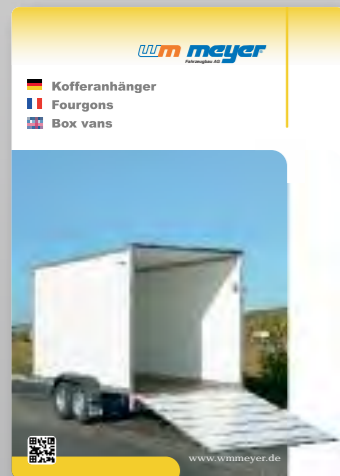 wm meyer
Fahrzeugbau AG
Kofferanhänger
Fourgons
Box vans
www.wmmeyer.de